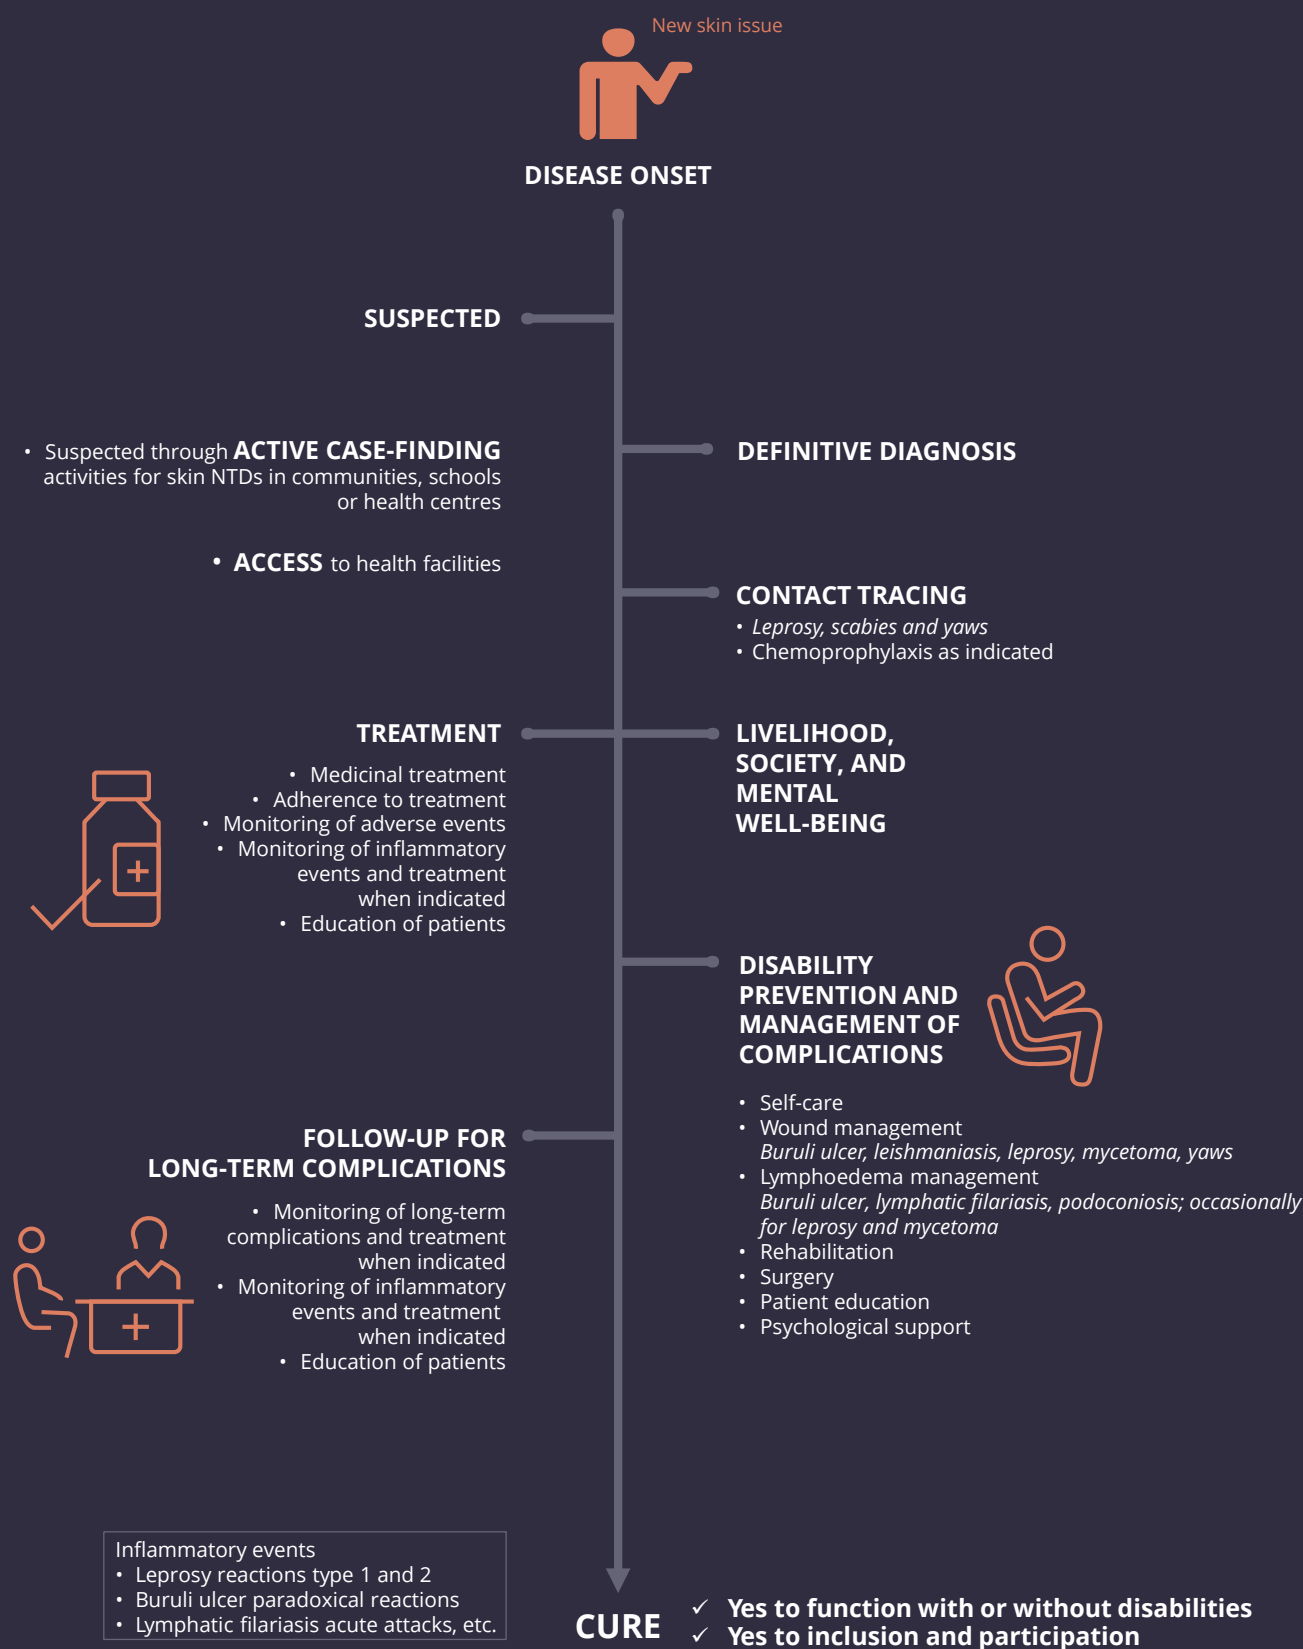 New skin issue
DISEASE ONSET
SUSPECTED
• Suspected through ACTIVE CASE-FINDING
activities for skin NTDs in communities, schools
or health centres
• ACCESS to health facilities
DEFINITIVE DIAGNOSIS
CONTACT TRACING
• Leprosy, scabies and yaws
• Chemoprophylaxis as indicated
TREATMENT
• Medicinal treatment
• Adherence to treatment
• Monitoring of adverse events
• Monitoring of inflammatory
events and treatment
when indicated
• Education of patients
LIVELIHOOD,
SOCIETY, AND
MENTAL
WELL-BEING
DISABILITY
PREVENTION AND
MANAGEMENT OF
COMPLICATIONS
• Self-care
• Wound management
Buruli ulcer, leishmaniasis, leprosy, mycetoma, yaws
• Lymphoedema management
Buruli ulcer, lymphatic filariasis, podoconiosis; occasionally
for leprosy and mycetoma
• Rehabilitation
• Surgery
• Patient education
• Psychological support
FOLLOW-UP FOR
LONG-TERM COMPLICATIONS
• Monitoring of long-term
complications and treatment
when indicated
• Monitoring of inflammatory
events and treatment
when indicated
• Education of patients
Inflammatory events
• Leprosy reactions type 1 and 2
• Buruli ulcer paradoxical reactions
• Lymphatic filariasis acute attacks, etc.
CURE
✓ Yes to function with or without disabilities
✓ Yes to inclusion and participation